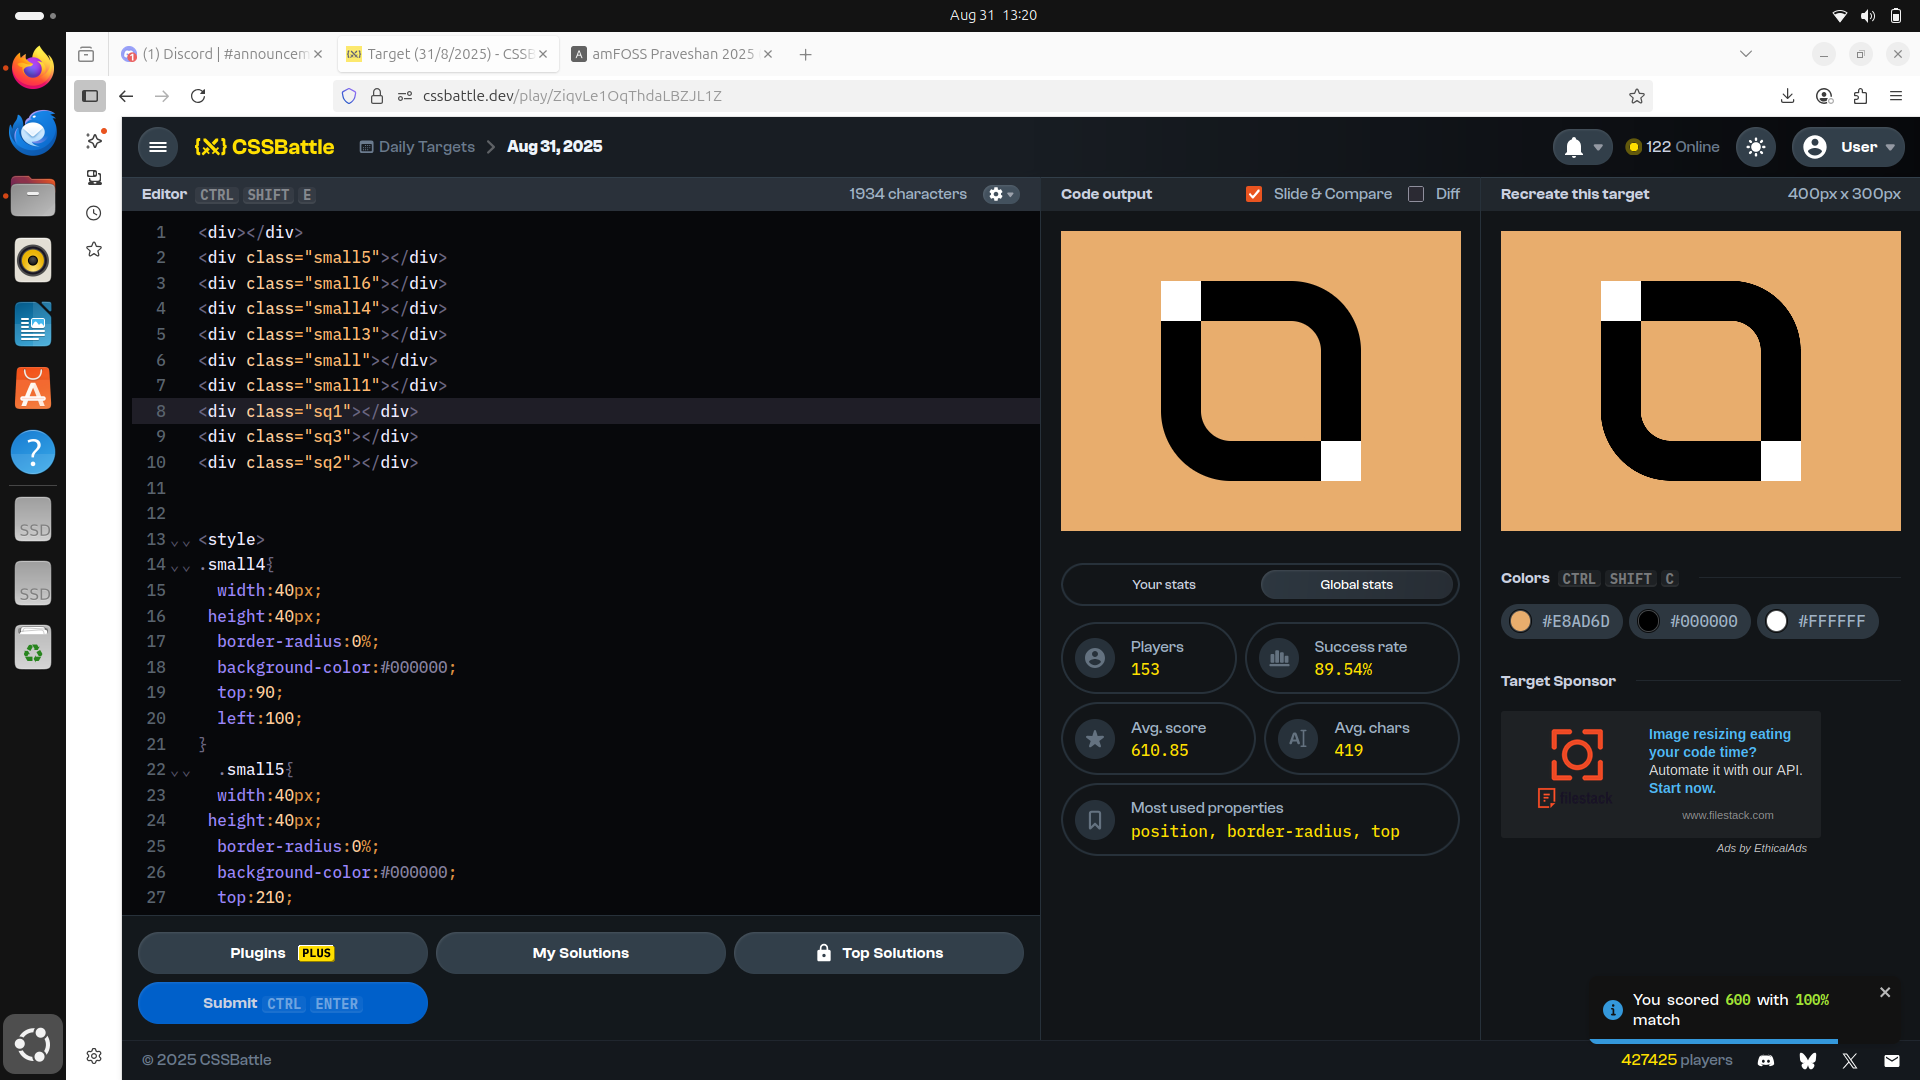 Aug 31 13:20
(1) Discord | #announcem
Target (31/8/2025) - CSSB
amFOSS Praveshan 2025
cssbattle.dev/play/ZiqvLe1OqThdaLBZJL1Z
CSSBattle
Daily Targets
Aug 31, 2025
122 Online
User
Editor CTRL SHIFT E
1934 characters
Code output
Slide & Compare
Diff
Recreate this target
400px x 300px
1 <div></div>
2 <div class="small5"></div>
3 <div class="small6"></div>
4 <div class="small4"></div>
5 <div class="small3"></div>
6 <div class="small"></div>
7 <div class="small1"></div>
8 <div class="sq1"></div>
9 <div class="sq3"></div>
10 <div class="sq2"></div>
11
12
13 <style>
14 .small4{
15 width:40px;
16 height:40px;
17 border-radius:0%;
18 background-color:#000000;
19 top:90;
20 left:100;
21 }
22 .small5{
23 width:40px;
24 height:40px;
25 border-radius:0%;
26 background-color:#000000;
27 top:210;
Plugins PLUS
My Solutions
Top Solutions
Submit CTRL ENTER
Your stats
Global stats
Players
153
Success rate
89.54%
Avg. score
610.85
Avg. chars
419
Most used properties
position, border-radius, top
Colors CTRL SHIFT C
#E8AD6D
#000000
#FFFFFF
Target Sponsor
filestack
Image resizing eating
your code time?
Automate it with our API.
Start now.
www.filestack.com
Ads by EthicalAds
You scored 600 with 100%
match
© 2025 CSSBattle
427425 players
SSD
SSD